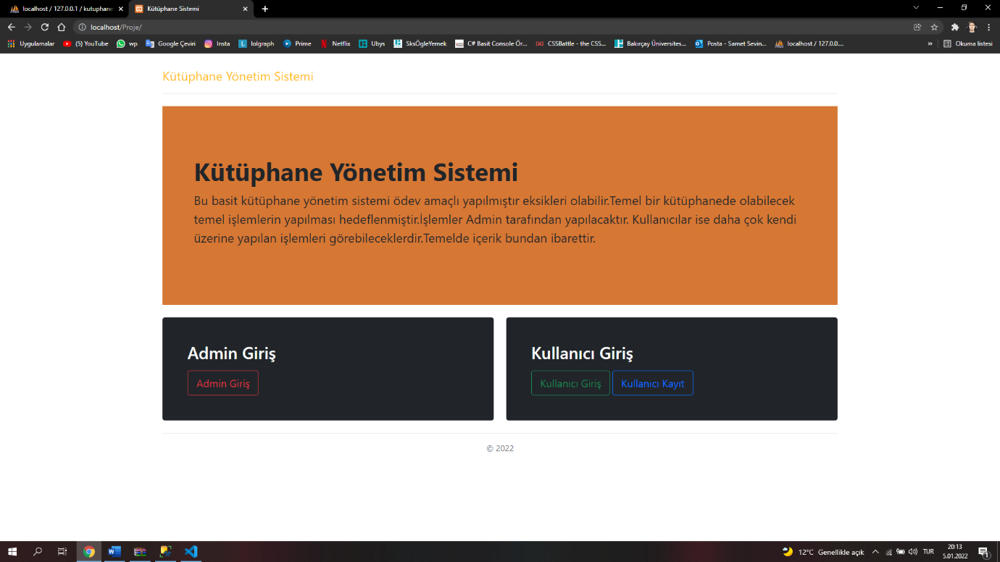 localhost / 127.0.0.1 / kutuphane
Kütüphane Sistemi
localhost/Proje/
Uygulamalar (5) YouTube wp Google Çeviri Insta L lolgraph Prime Netflix Ubys SksÖgleYemek C# Basit Console Ör... CSSBattle - the CSS... Bakırçay Üniversites... Posta - Samet Sevin... localhost / 127.0.0.... » Okuma listesi
Kütüphane Yönetim Sistemi
Kütüphane Yönetim Sistemi
Bu basit kütüphane yönetim sistemi ödev amaçlı yapılmıştır eksikleri olabilir.Temel bir kütüphanede olabilecek
temel işlemlerin yapılması hedeflenmiştir.İşlemler Admin tarafından yapılacaktır. Kullanıcılar ise daha çok kendi
üzerine yapılan işlemleri görebileceklerdir.Temelde içerik bundan ibarettir.
Admin Giriş
Admin Giriş
Kullanıcı Giriş
Kullanıcı Giriş Kullanıcı Kayıt
© 2022
12°C Genellikle açık TUR
20:13
5.01.2022
1